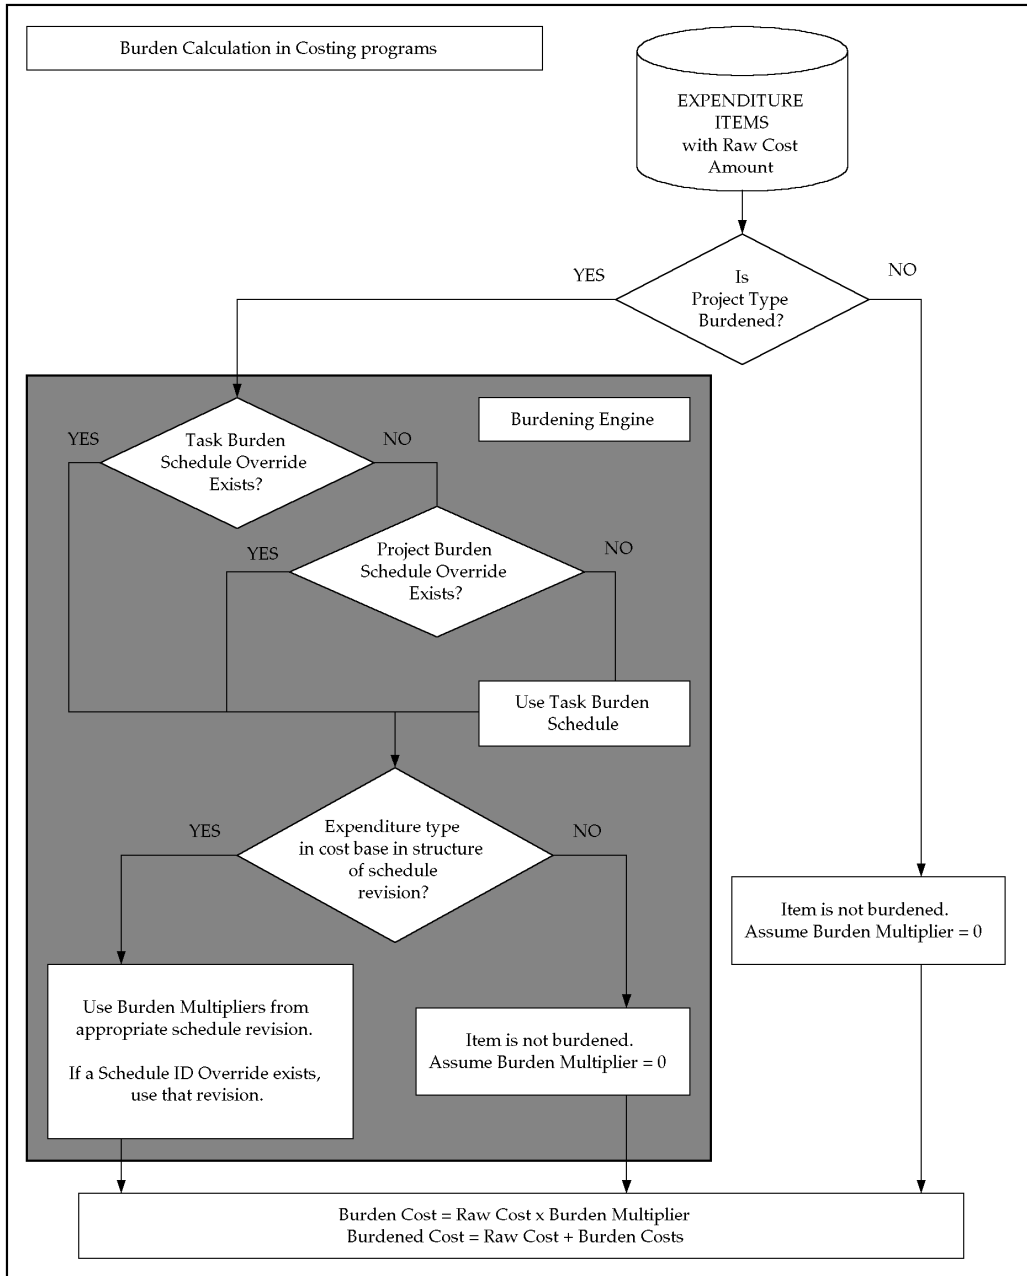 Burden Calculation in Costing programs
EXPENDITURE
ITEMS
with Raw Cost
Amount
YES
NO
Is
Project Type
Burdened?
Burdening Engine
YES
NO
Task Burden
Schedule Override
Exists?
YES
NO
Project Burden
Schedule Override
Exists?
Use Task Burden
Schedule
YES
NO
Expenditure type
in cost base in structure
of schedule
revision?
Item is not burdened.
Assume Burden Multiplier = 0
Use Burden Multipliers from
appropriate schedule revision.
If a Schedule ID Override exists,
use that revision.
Item is not burdened.
Assume Burden Multiplier = 0
Burden Cost = Raw Cost x Burden Multiplier
Burdened Cost = Raw Cost + Burden Costs